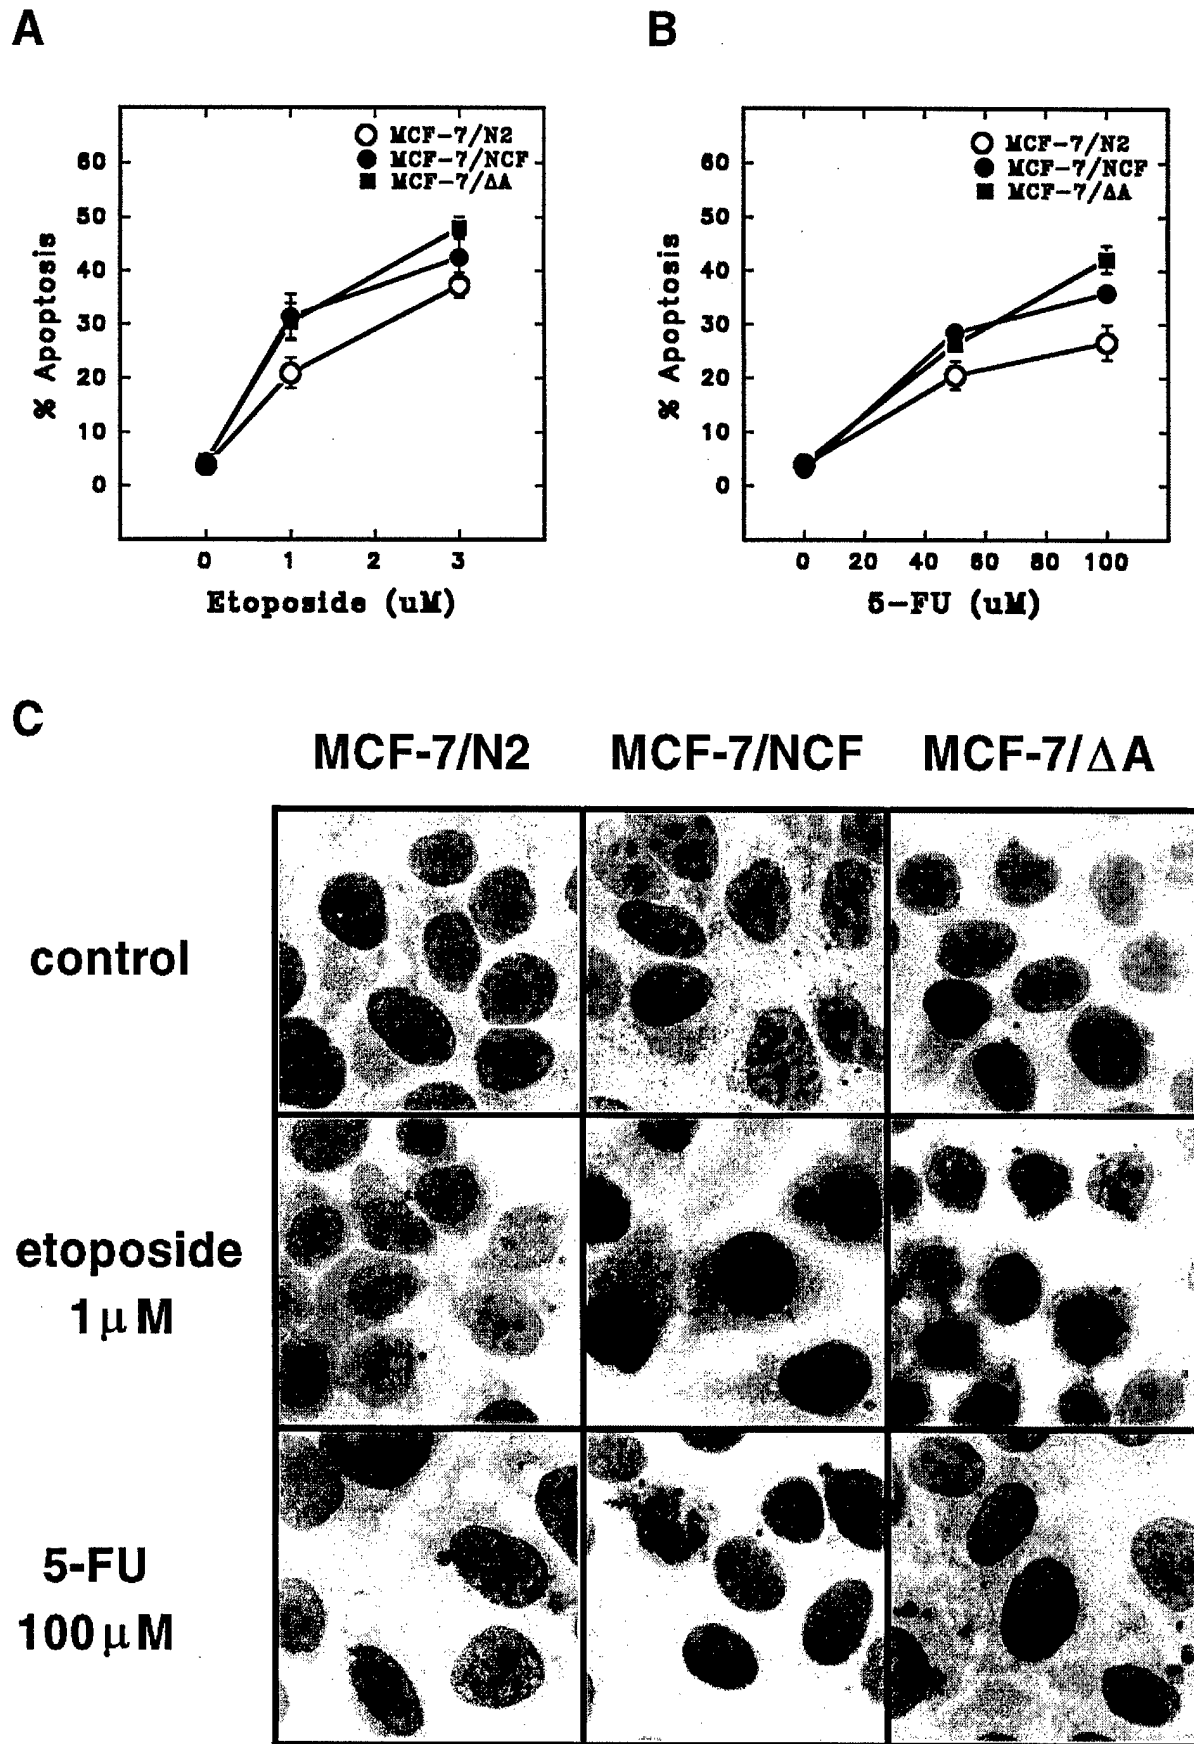 A
B
MCF-7/N2
MCF-7/NCF
MCF-7/ΔA
60
50
40
30
20
10
0
% Apoptosis
0 1 2 3
Etoposide (uM)
MCF-7/N2
MCF-7/NCF
MCF-7/ΔA
60
50
40
30
20
10
0
% Apoptosis
0 20 40 60 80 100
5-FU (uM)
C
MCF-7/N2 MCF-7/NCF MCF-7/ΔA
control
etoposide
1μM
5-FU
100μM